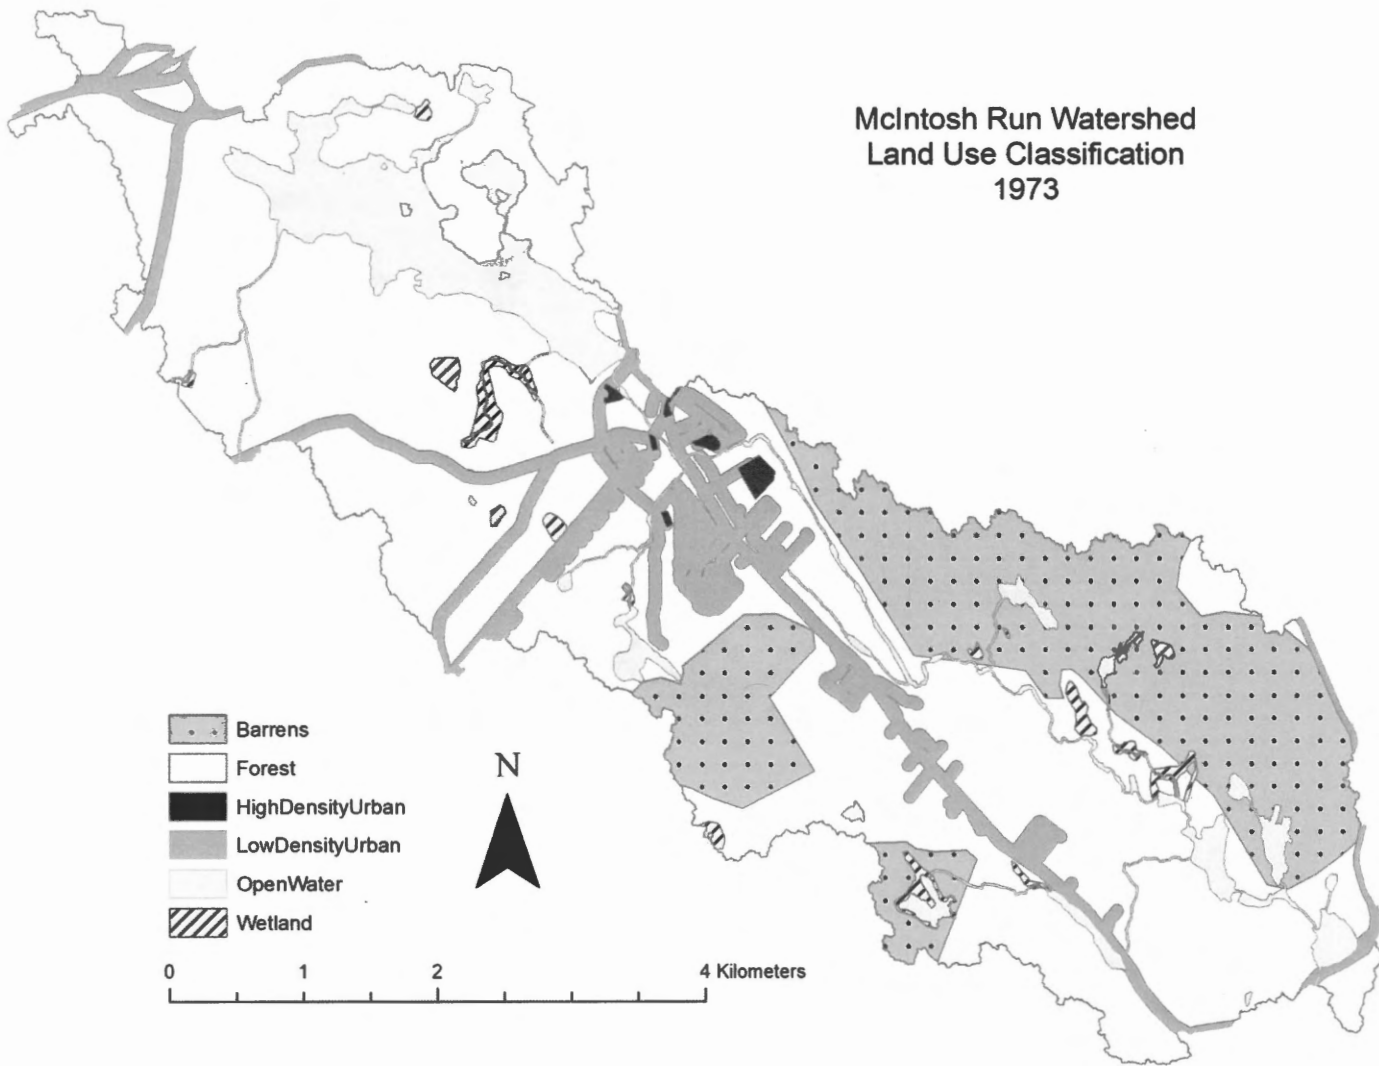 McIntosh Run Watershed
Land Use Classification
1973
Barrens
Forest
HighDensityUrban
LowDensityUrban
OpenWater
Wetland
N
0 1 2 4 Kilometers